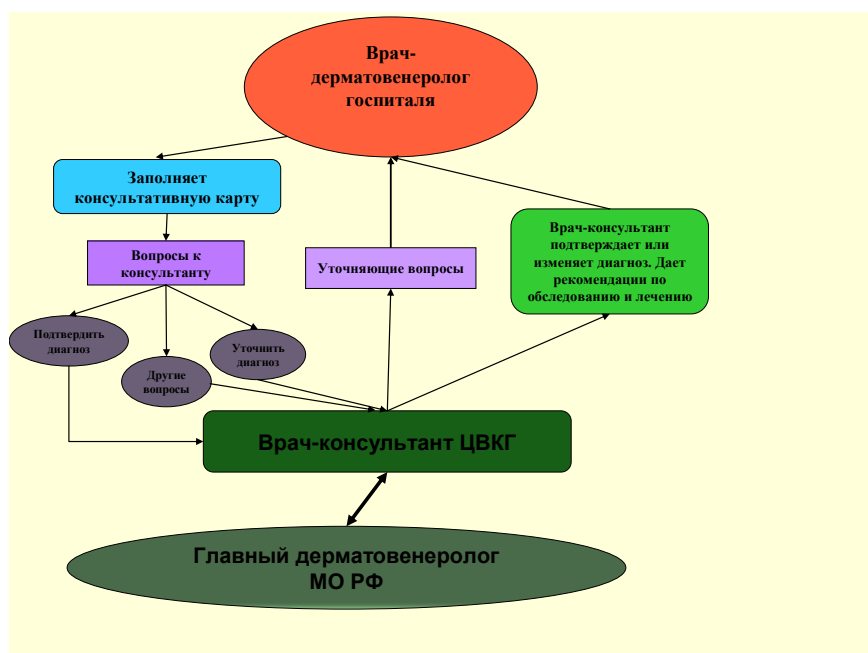 Врач-
дерматовенеролог
госпиталя
Заполняет
консультативную карту
Вопросы к
консультанту
Уточняющие вопросы
Врач-консультант
подтверждает или
изменяет диагноз. Дает
рекомендации по
обследованию и лечению
Подтвердить
диагноз
Другие
вопросы
Уточнить
диагноз
Врач-консультант ЦВКГ
Главный дерматовенеролог
МО РФ